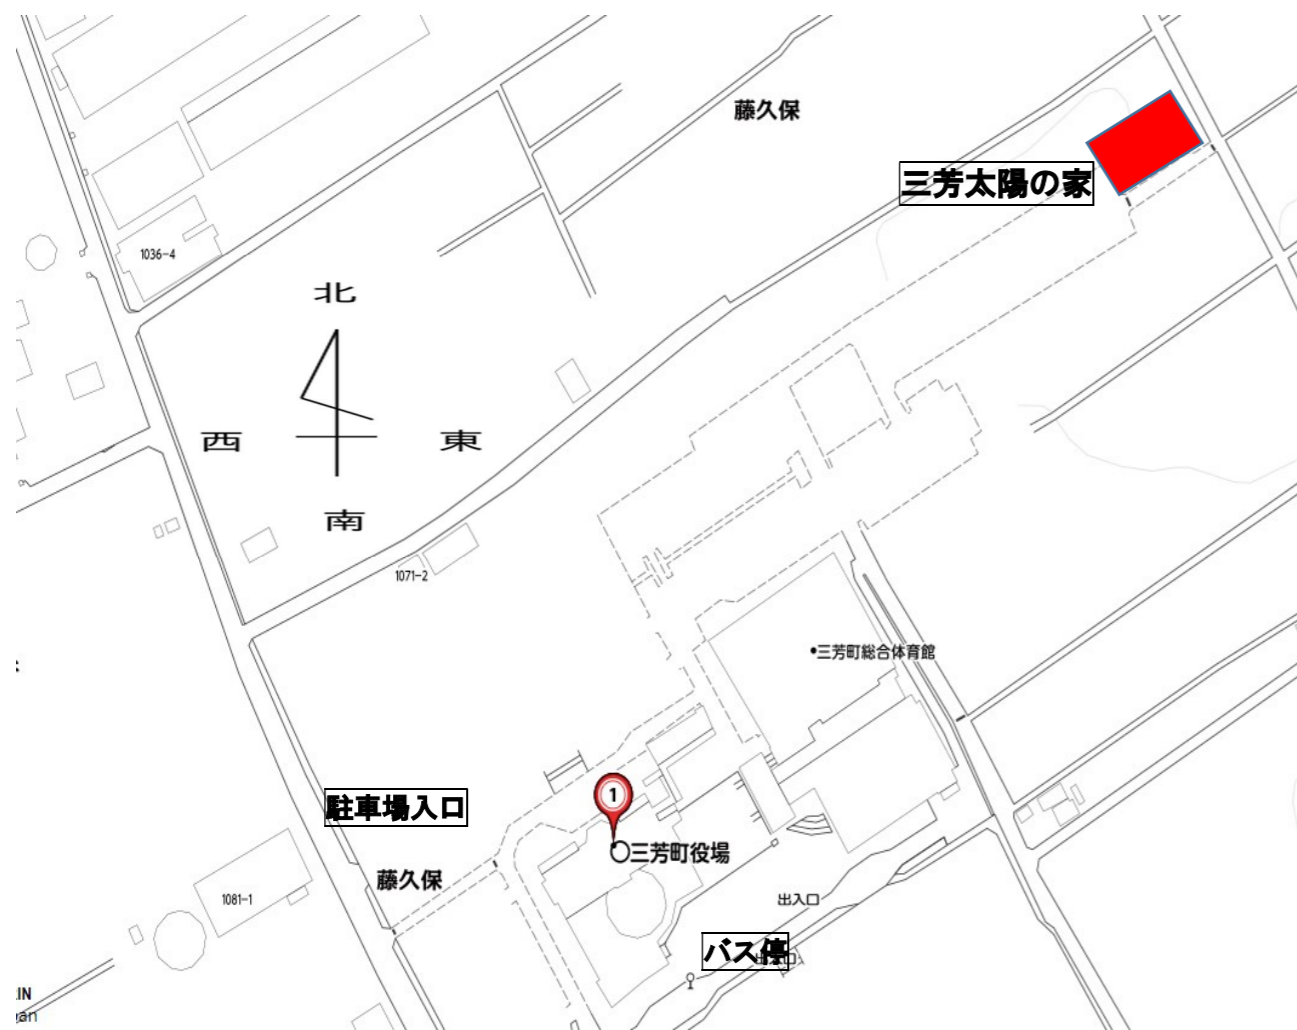 藤久保
三芳太陽の家
1036-4
北
西
東
南
1071-2
三芳町総合体育館
1
駐車場入口
三芳町役場
藤久保
1081-1
出入口
バス停
IN